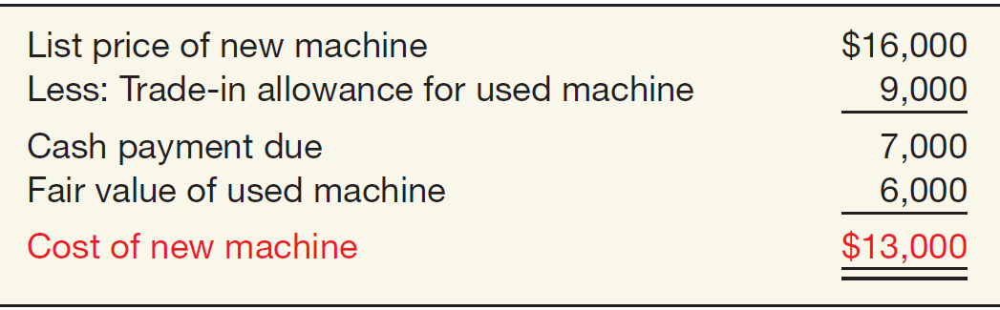 List price of new machine $16,000
Less: Trade-in allowance for used machine 9,000
Cash payment due 7,000
Fair value of used machine 6,000
Cost of new machine $13,000